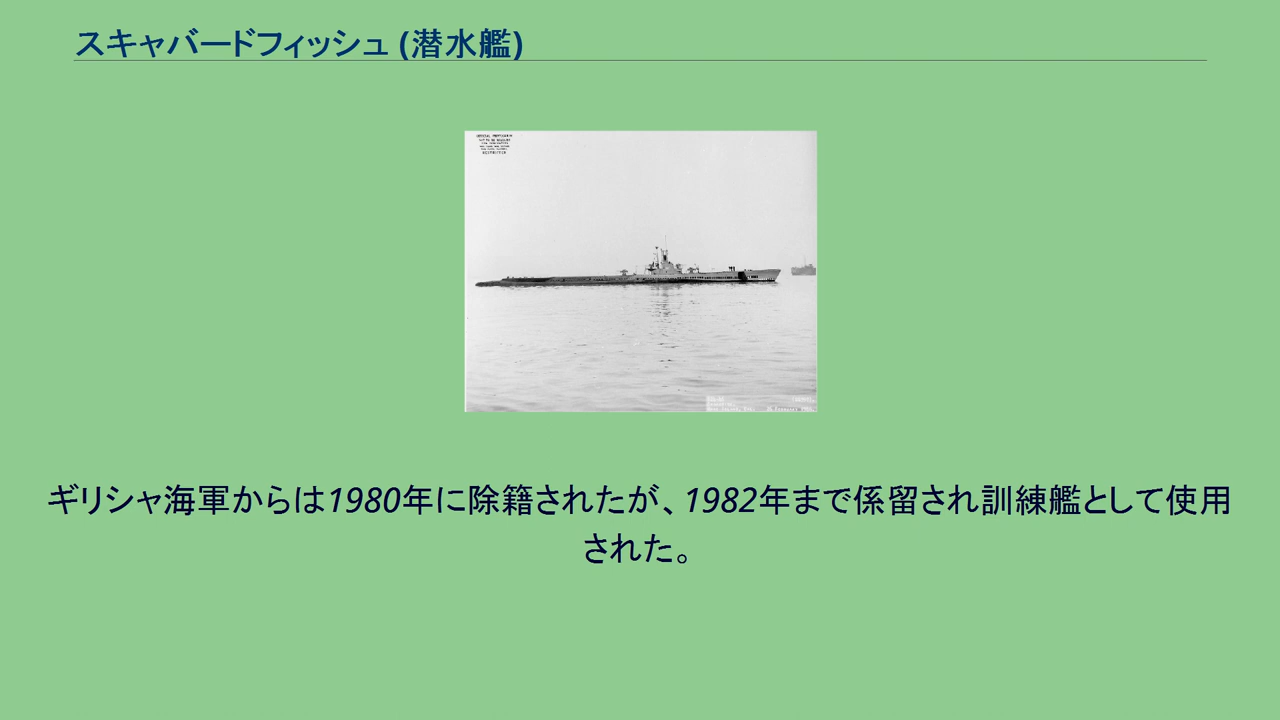 スキャバードフィッシュ (潜水艦)
ギリシャ海軍からは1980年に除籍されたが、1982年まで係留され訓練艦として使用
された。